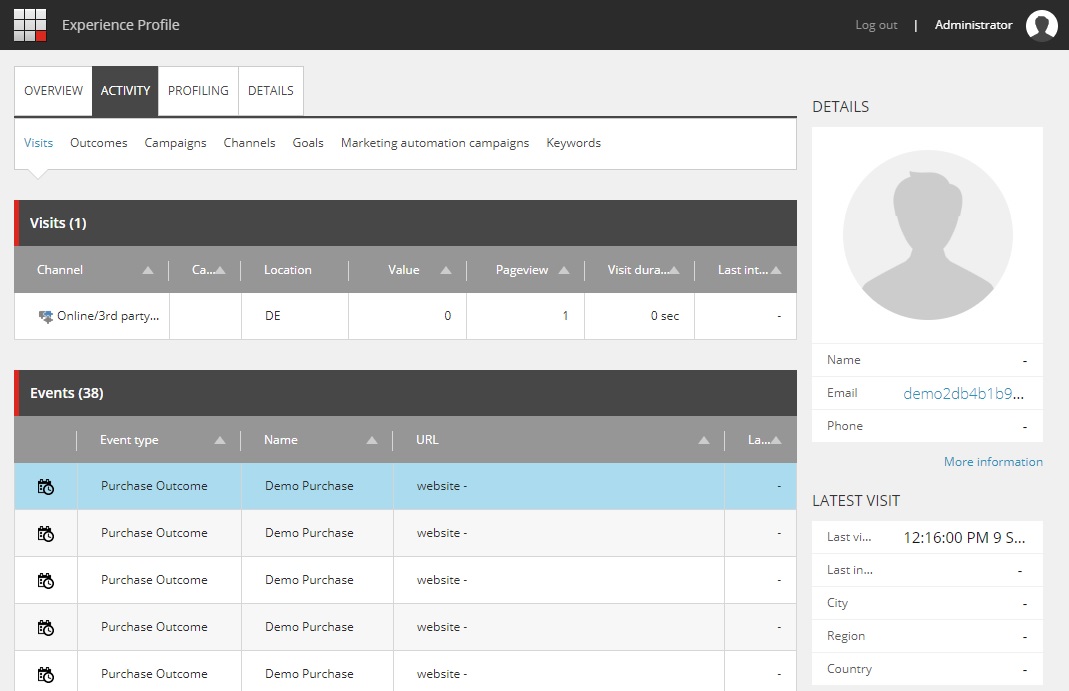 Experience Profile
Log out | Administrator
OVERVIEW ACTIVITY PROFILING DETAILS
Visits Outcomes Campaigns Channels Goals Marketing automation campaigns Keywords
Visits (1)
Channel Ca... Location Value Pageview Visit dura... Last int...
Online/3rd party... DE 0 1 0 sec -
Events (38)
Event type Name URL La...
Purchase Outcome Demo Purchase website - -
Purchase Outcome Demo Purchase website - -
Purchase Outcome Demo Purchase website - -
Purchase Outcome Demo Purchase website - -
Purchase Outcome Demo Purchase website - -
DETAILS
Name -
Email demo2db4b1b9...
Phone -
More information
LATEST VISIT
Last vi... 12:16:00 PM 9 S...
Last in... -
City -
Region -
Country -